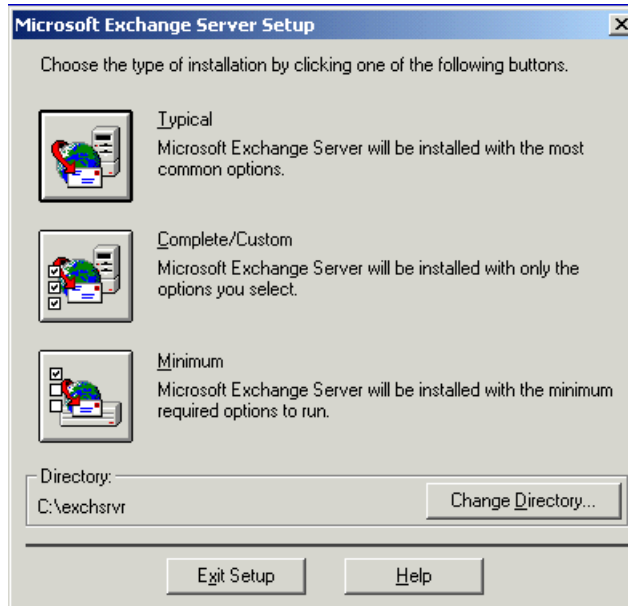 Microsoft Exchange Server Setup
Choose the type of installation by clicking one of the following buttons.
Typical
Microsoft Exchange Server will be installed with the most
common options.
Complete/Custom
Microsoft Exchange Server will be installed with only the
options you select.
Minimum
Microsoft Exchange Server will be installed with the minimum
required options to run.
Directory:
C:\exchsrvr
Change Directory...
Exit Setup
Help